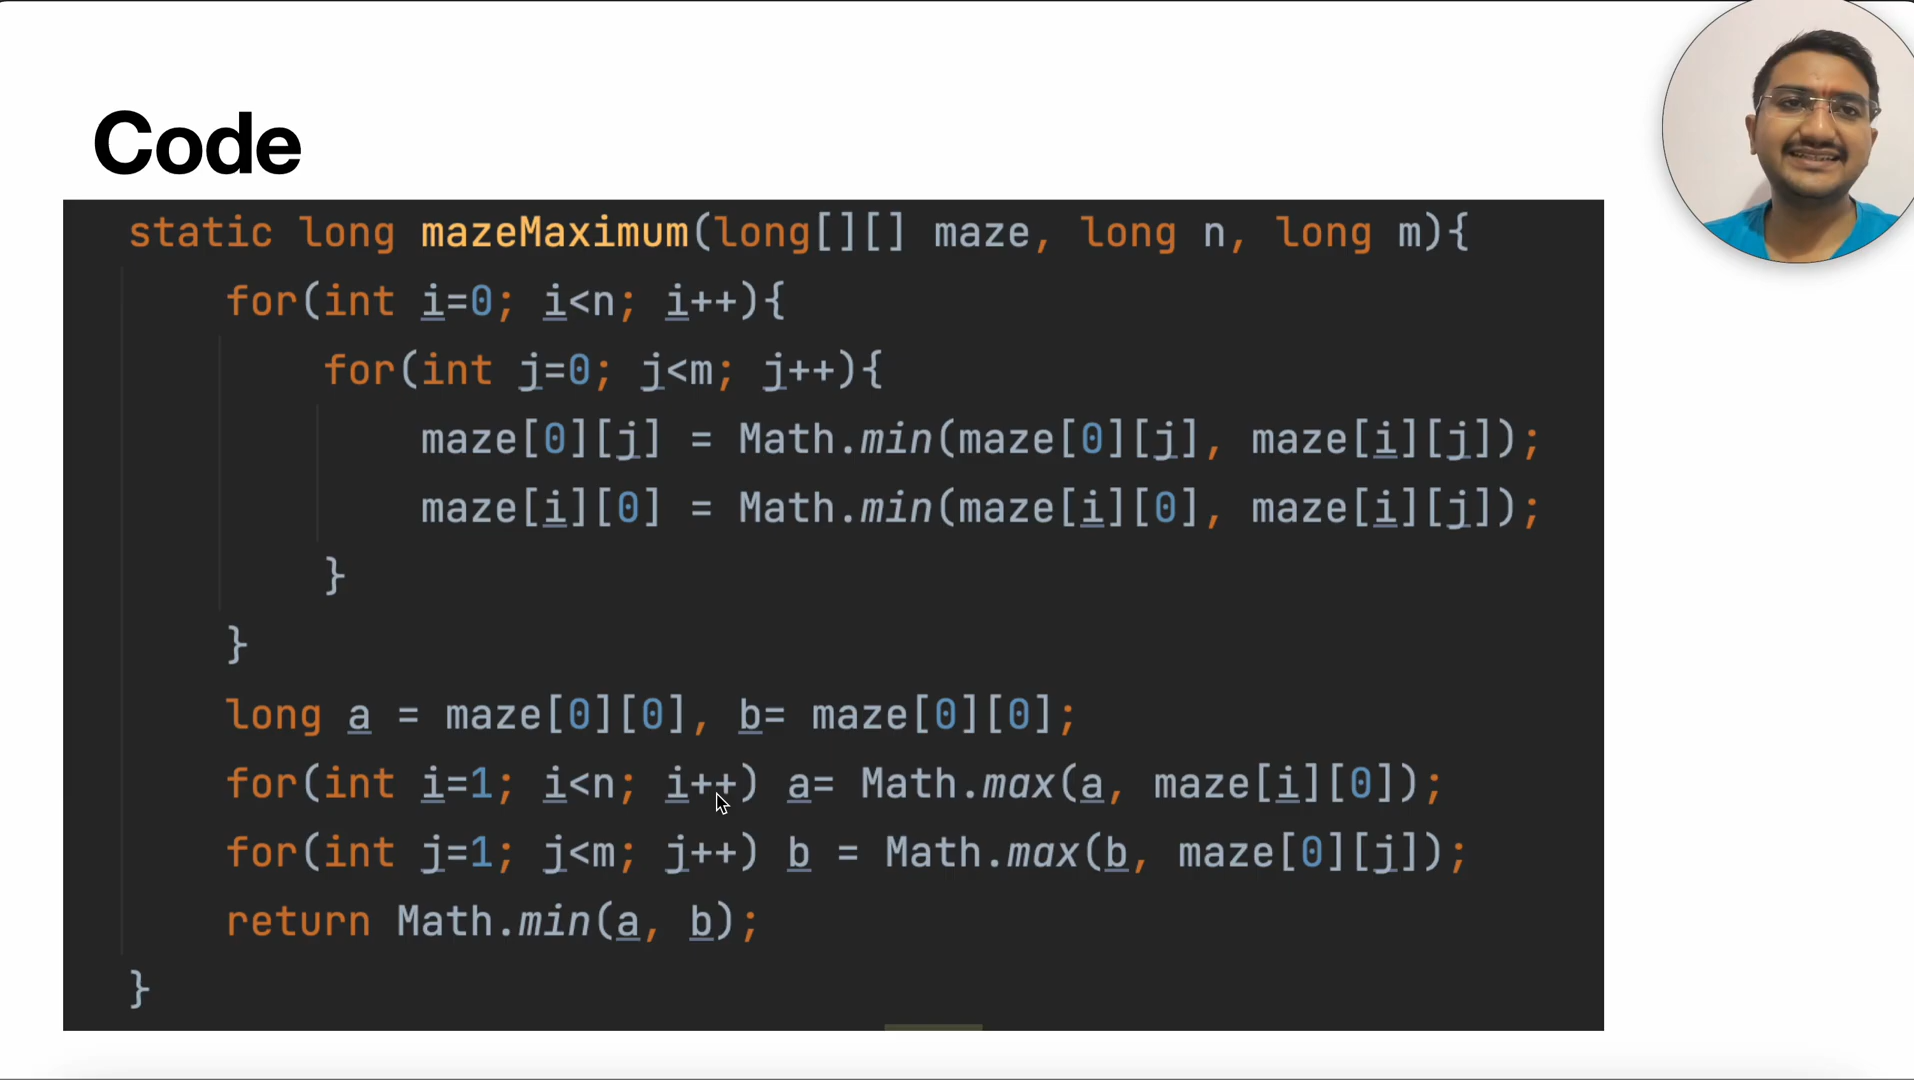 Code
static long mazeMaximum(long[][] maze, long n, long m){
for(int i=0; i<n; i++){
for(int j=0; j<m; j++){
maze[0][j] = Math.min(maze[0][j], maze[i][j]);
maze[i][0] = Math.min(maze[i][0], maze[i][j]);
}
}
long a = maze[0][0], b= maze[0][0];
for(int i=1; i<n; i++) a= Math.max(a, maze[i][0]);
for(int j=1; j<m; j++) b = Math.max(b, maze[0][j]);
return Math.min(a, b);
}